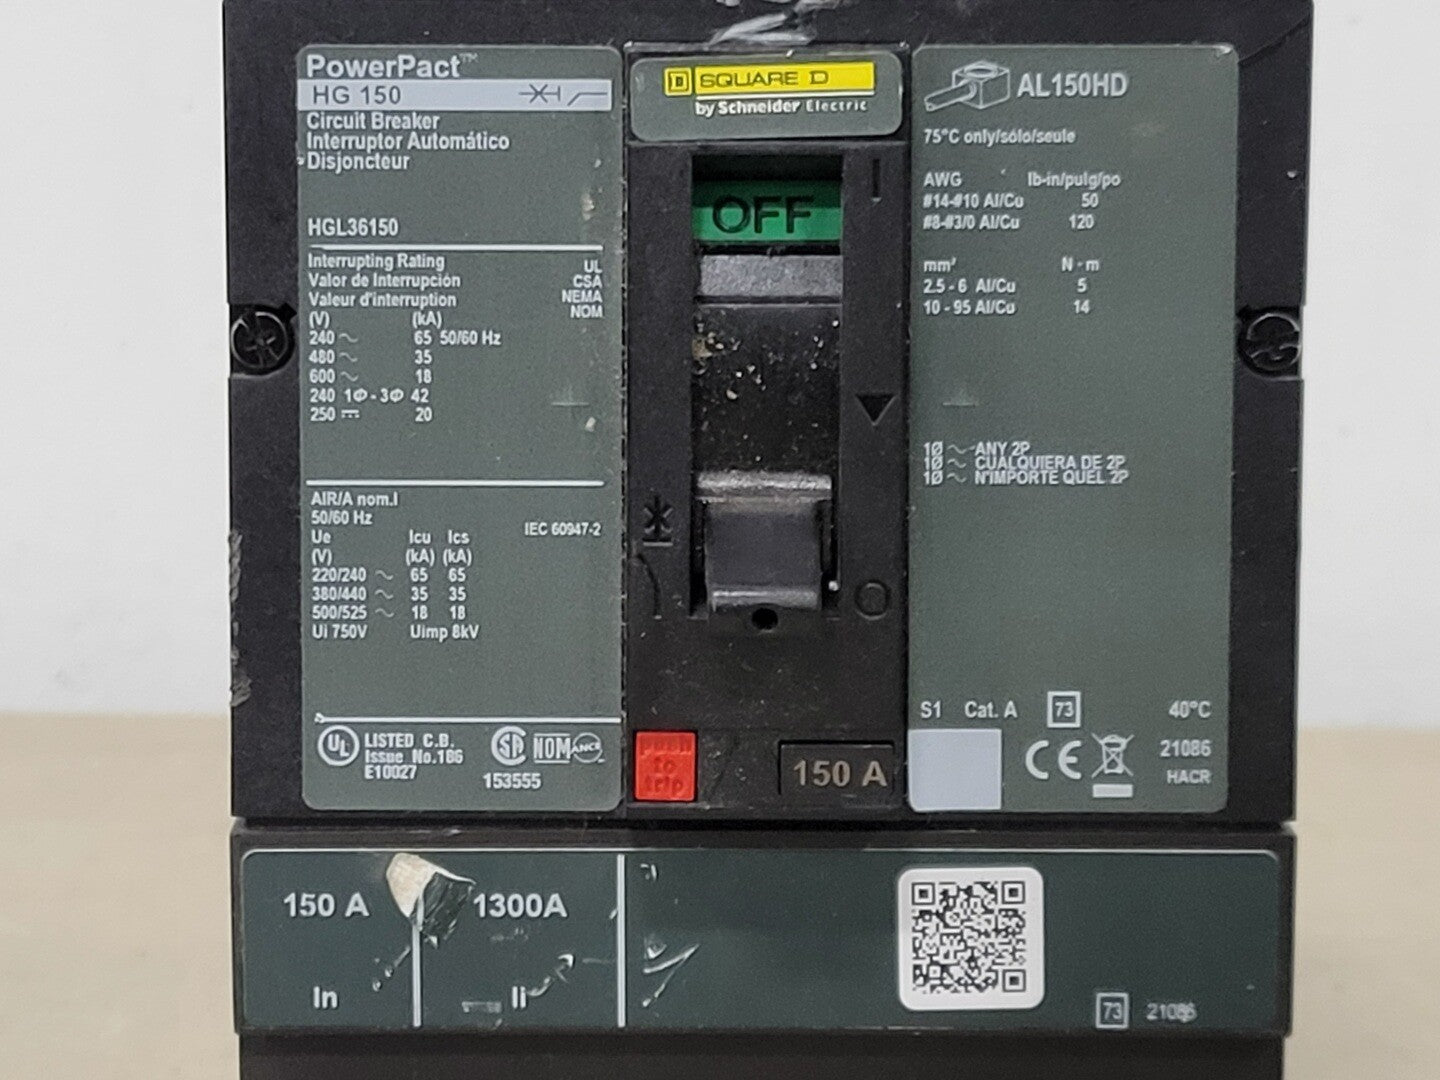 PowerPact™
HG 150
Circuit Breaker
Interruptor Automático
Disjoncteur
HGL36150
Interrupting Rating
Valor de Interrupción
Valeur d'interruption
UL
CSA
NEMA
NOM
(V) (kA)
240 ~ 65 50/60 Hz
480 ~ 35
600 ~ 18
240 1Φ - 3Φ 42
250 ⎓ 20
AIR/A nom.I
50/60 Hz
IEC 60947-2
Ue Icu Ics
(V) (kA) (kA)
220/240 ~ 65 65
380/440 ~ 35 35
500/525 ~ 18 18
Ui 750V Uimp 8kV
UL LISTED C.B.
Issue No.186
E10027
153555
NOM ANCE
D SQUARE D
by Schneider Electric
OFF
I
O
PUSH
to
trip
150 A
AL150HD
75°C only/sólo/seule
AWG lb-in/pulg/po
#14-#10 Al/Cu 50
#8-#3/0 Al/Cu 120
mm² N - m
2.5 - 6 Al/Cu 5
10 - 95 Al/Cu 14
1Ø ~ ANY 2P
1Ø ~ CUALQUIERA DE 2P
1Ø ~ N'IMPORTE QUEL 2P
S1 Cat. A 73 40°C
CE 21086
HACR
150 A 1300A
In Ii
73 21086